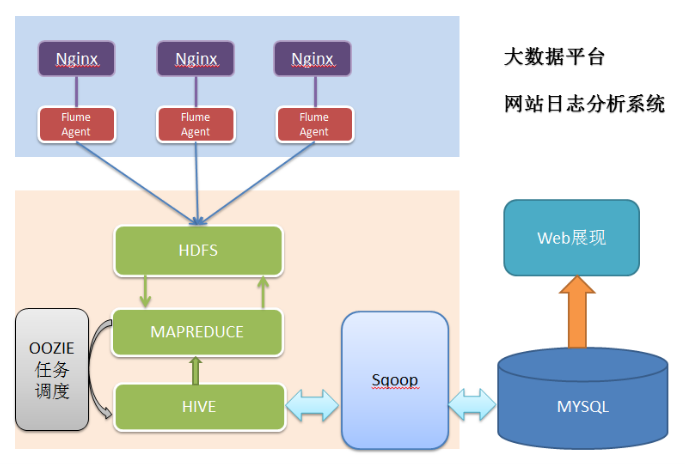 Nginx
Nginx
Nginx
大数据平台
网站日志分析系统
Flume
Agent
Flume
Agent
Flume
Agent
HDFS
Web展现
MAPREDUCE
OOZIE
任务
调度
Sqoop
HIVE
MYSQL